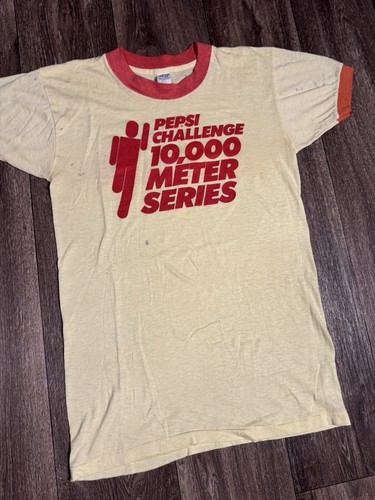 PEPSI
CHALLENGE
10,000
METER
SERIES